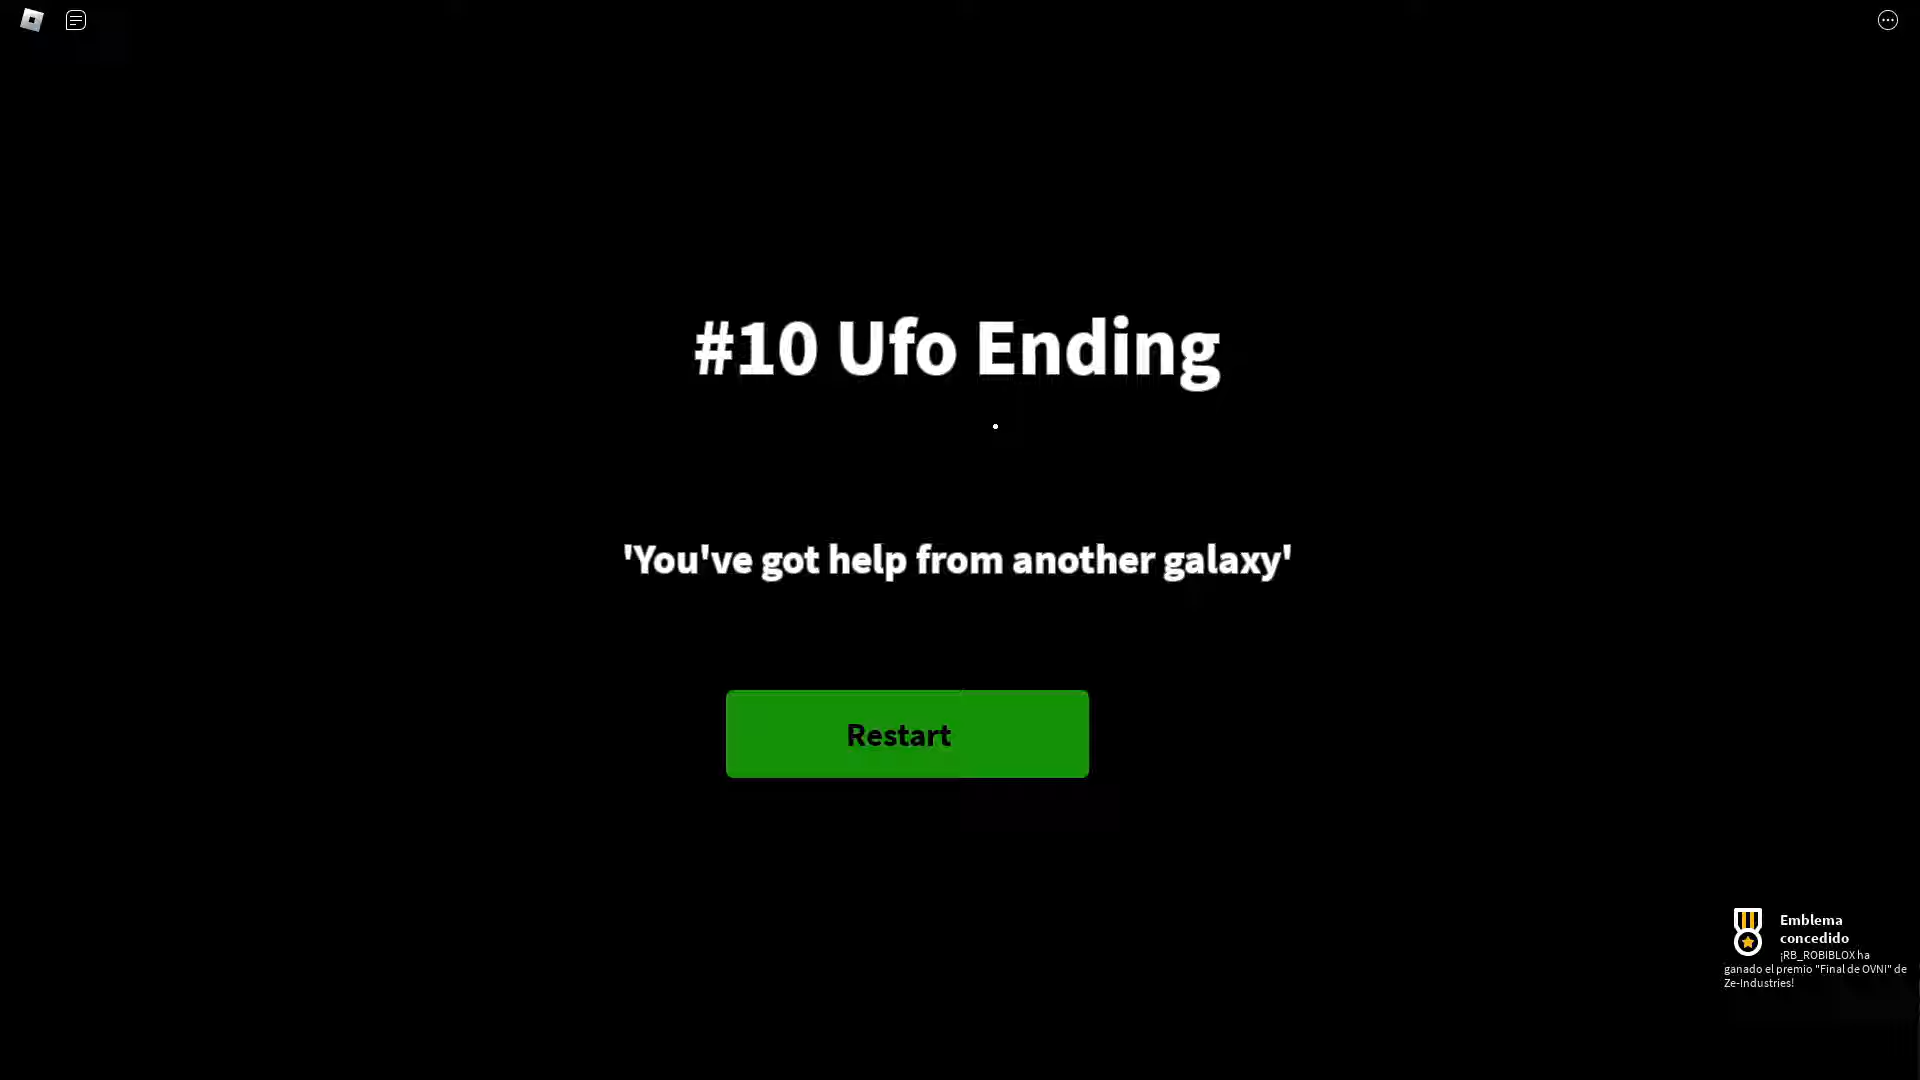 #10 Ufo Ending
'You've got help from another galaxy'
Restart
Emblema
concedido
¡RB_ROBIBLOX ha
ganado el premio "Final de OVNI" de
Ze-Industries!